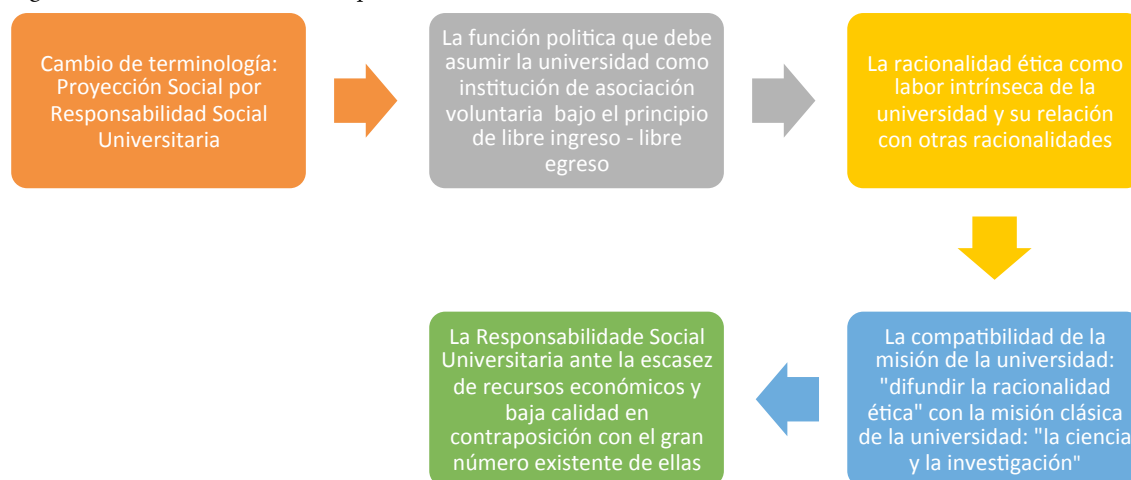 Cambio de terminología:
Proyección Social por
Responsabilidad Social
Universitaria
La función politica que debe
asumir la universidad como
institución de asociación
voluntaria bajo el principio
de libre ingreso - libre
egreso
La racionalidad ética como
labor intrínseca de la
universidad y su relación
con otras racionalidades
La compatibilidad de la
misión de la universidad:
"difundir la racionalidad
ética" con la misión clásica
de la universidad: "la ciencia
y la investigación"
La Responsabilidade Social
Universitaria ante la escasez
de recursos económicos y
baja calidad en
contraposición con el gran
número existente de ellas